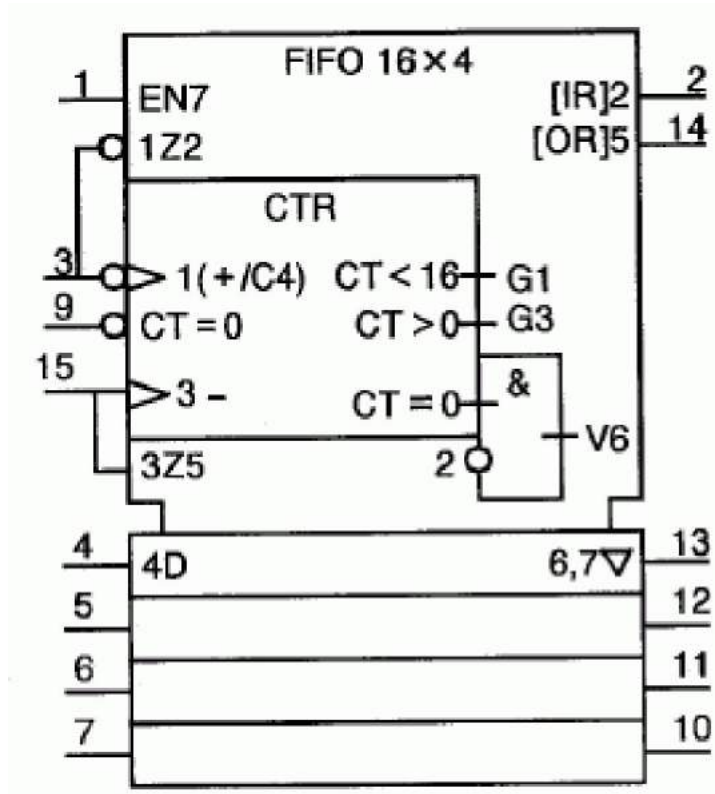 FIFO 16×4
1 EN7 [IR]2 2
1Z2 [OR]5 14
CTR
3 1(+/C4) CT<16 G1
9 CT=0 CT>0 G3
15 3– CT=0 & V6
3Z5 2
4 4D 6,7▽ 13
5 12
6 11
7 10